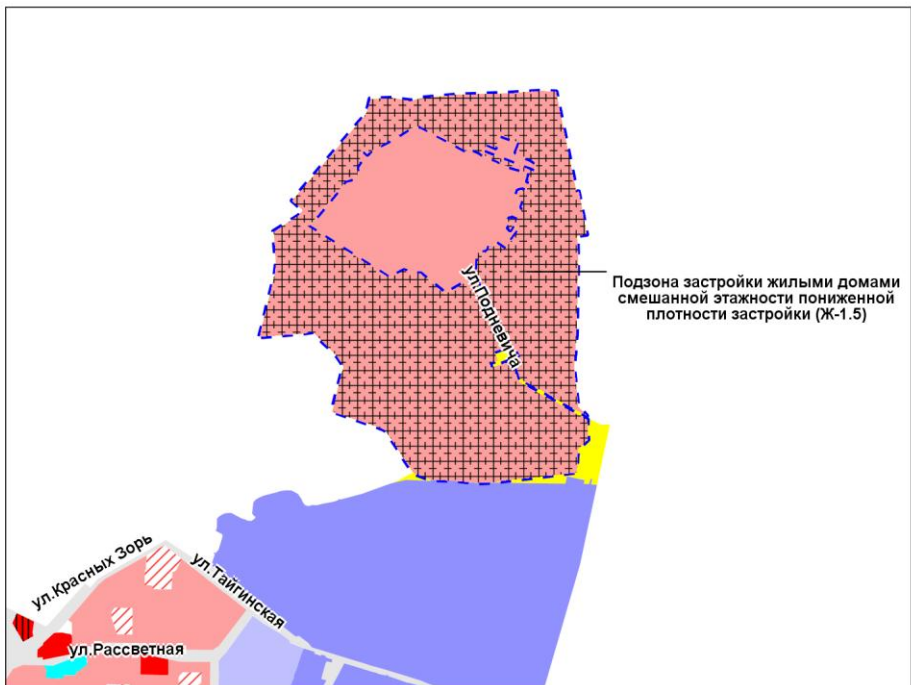 ул.Подневича
Подзона застройки жилыми домами
смешанной этажности пониженной
плотности застройки (Ж-1.5)
ул.Красных Зорь
ул.Тайгинская
ул.Рассветная